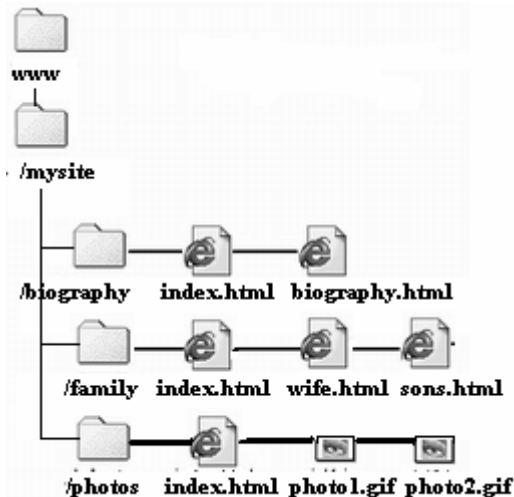 www
/mysite
/biography index.html biography.html
/family index.html wife.html sons.html
/photos index.html photo1.gif photo2.gif